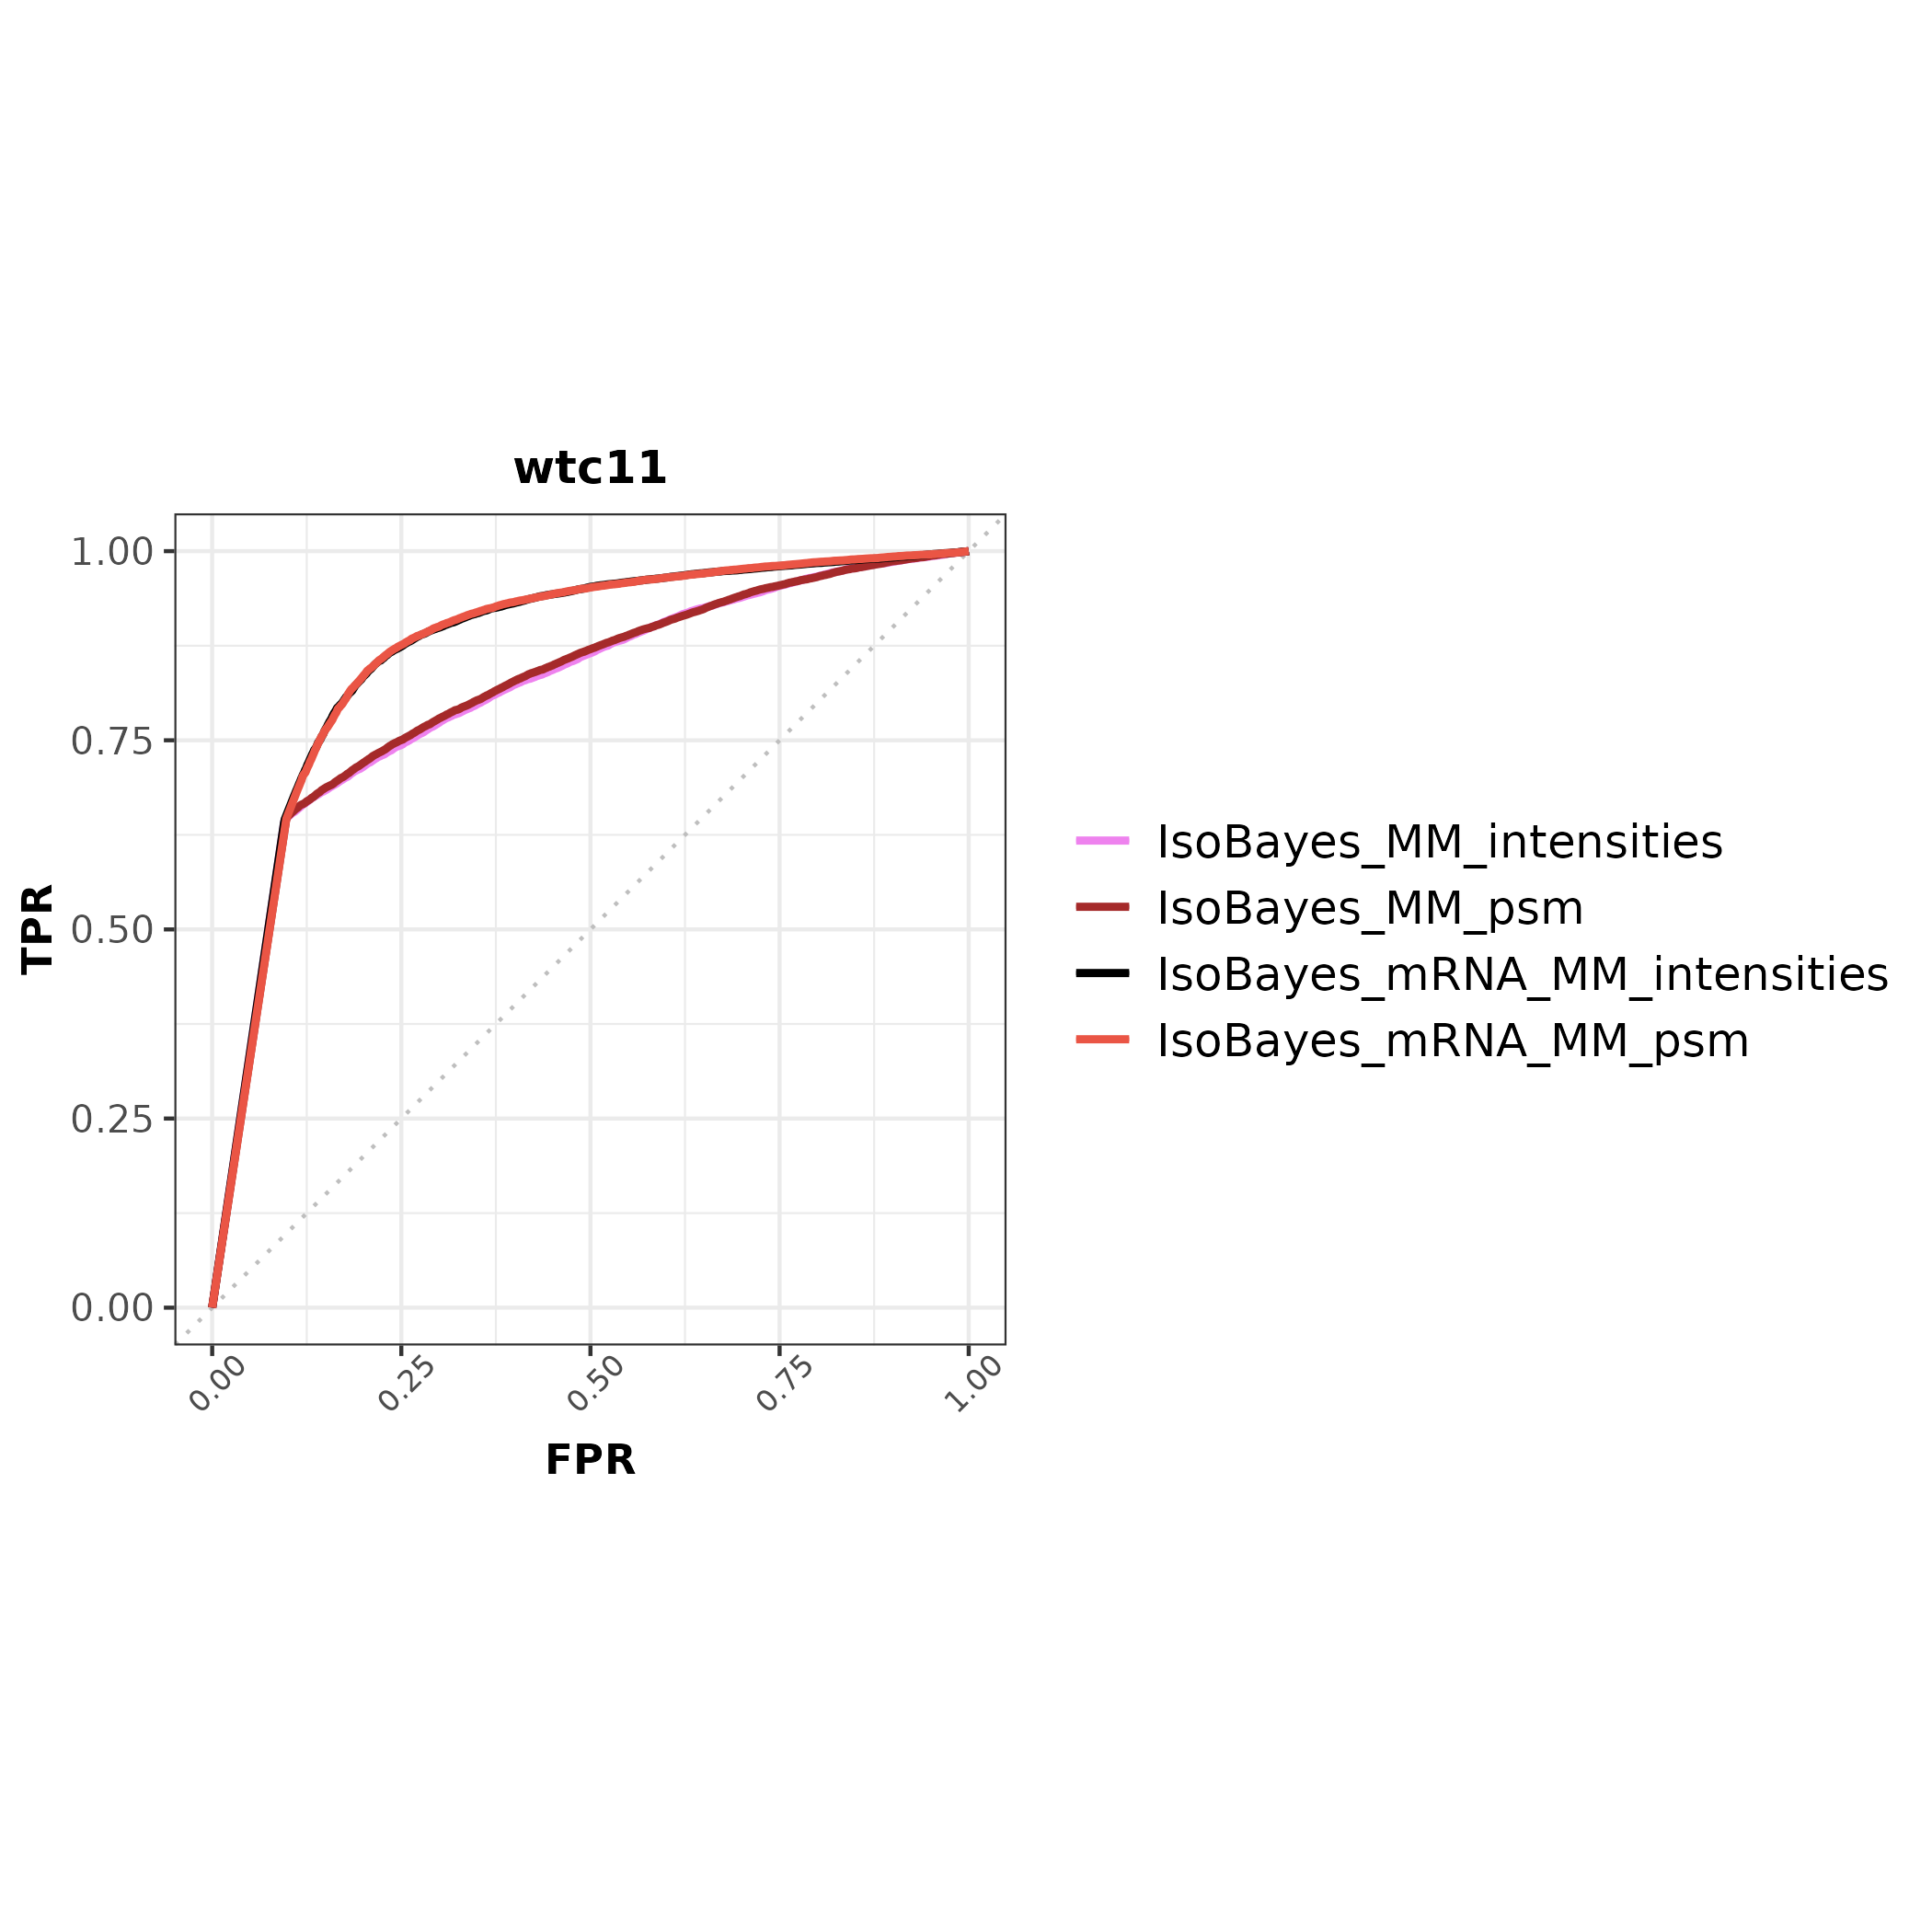 wtc11
1.00
0.75
0.50
0.25
0.00
TPR
0.00
0.25
0.50
0.75
1.00
FPR
IsoBayes_MM_intensities
IsoBayes_MM_psm
IsoBayes_mRNA_MM_intensities
IsoBayes_mRNA_MM_psm